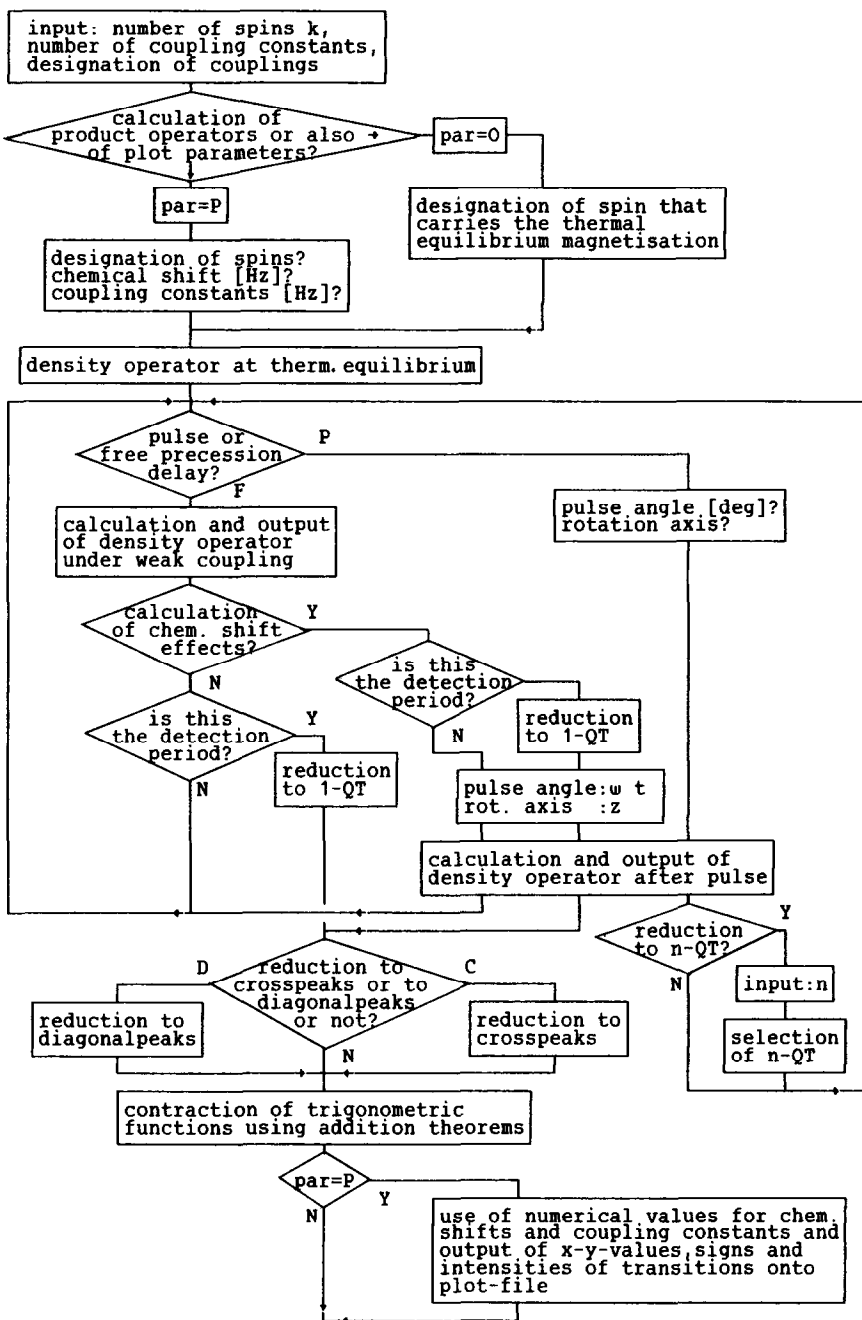 input: number of spins k,
number of coupling constants,
designation of couplings
calculation of
product operators or also →
of plot parameters?
par=O
par=P
designation of spin that
carries the thermal
equilibrium magnetisation
designation of spins?
chemical shift [Hz]?
coupling constants [Hz]?
density operator at therm. equilibrium
pulse or
free precession
delay?
P
F
pulse angle [deg]?
rotation axis?
calculation and output
of density operator
under weak coupling
calculation
of chem. shift
effects?
Y
N
is this
the detection
period?
N
reduction
to 1-QT
is this
the detection
period?
Y
N
reduction
to 1-QT
pulse angle:ω t
rot. axis :z
calculation and output of
density operator after pulse
reduction
to n-QT?
Y
N
input:n
selection
of n-QT
reduction to
crosspeaks or to
diagonalpeaks
or not?
D
C
N
reduction to
diagonalpeaks
reduction to
crosspeaks
contraction of trigonometric
functions using addition theorems
par=P
Y
N
use of numerical values for chem.
shifts and coupling constants and
output of x-y-values,signs and
intensities of transitions onto
plot-file